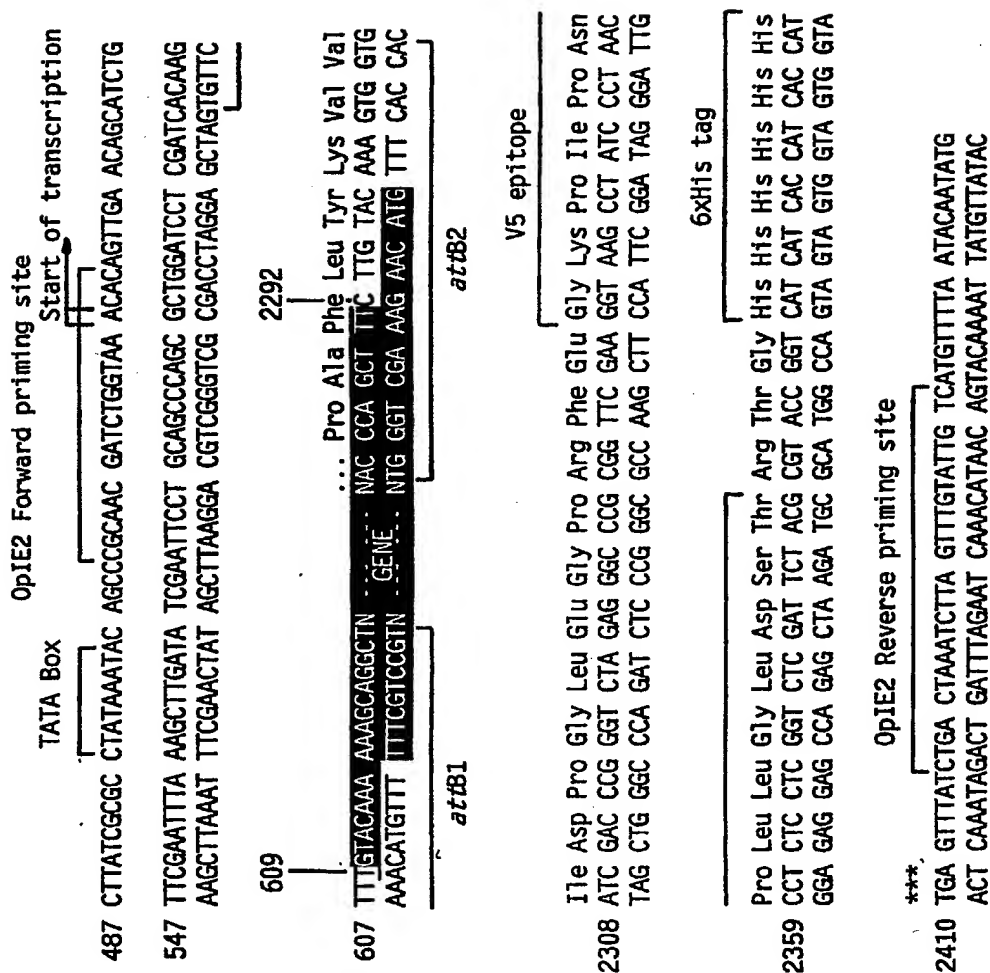 OpIE2 Forward priming site
TATA Box
Start of transcription
487 CTTATCGCGC CTATAAATAC AGCCCGCAAC GATCTGGTAA ACACAGTTGA ACAGCATCTG
547 TTCGAATTTA AAGCTTGATA TCGAATTCCT GCAGCCCAGC GCTGGATCCT CGATCACAAG
AAGCTTAAAT TTCGAACTAT AGCTTAAGGA CGTCGGGTCG CGACCTAGGA GCTAGTGTTC
609
2292
... Pro Ala Phe Leu Tyr Lys Val Val
607 TTTGTACAAA AAAGCAGGCTN ------- NAC CCA GCT TTC TTG TAC AAA GTG GTG
GENE
AAACATGTTT TTTCGTCCGTN ------- NTG GGT CGA AAG AAC ATG TTT CAC CAC
attB1
attB2
V5 epitope
Ile Asp Pro Gly Leu Glu Gly Pro Arg Phe Glu Gly Lys Pro Ile Pro Asn
2308 ATC GAC CCG GGT CTA GAG GGC CCG CGG TTC GAA GGT AAG CCT ATC CCT AAC
TAG CTG GGC CCA GAT CTC CCG GGC GCC AAG CTT CCA TTC GGA TAG GGA TTG
6xHis tag
Pro Leu Leu Gly Leu Asp Ser Thr Arg Thr Gly His His His His His His
2359 CCT CTC CTC GGT CTC GAT TCT ACG CGT ACC GGT CAT CAT CAC CAT CAC CAT
GGA GAG GAG CCA GAG CTA AGA TGC GCA TGG CCA GTA GTA GTG GTA GTG GTA
OpIE2 Reverse priming site
***
2410 TGA GTTTATCTGA CTAAATCTTA GTTTGTATTG TCATGTTTTA ATACAATATG
ACT CAAATAGACT GATTTAGAAT CAAACATAAC AGTACAAAAT TATGTTATAC